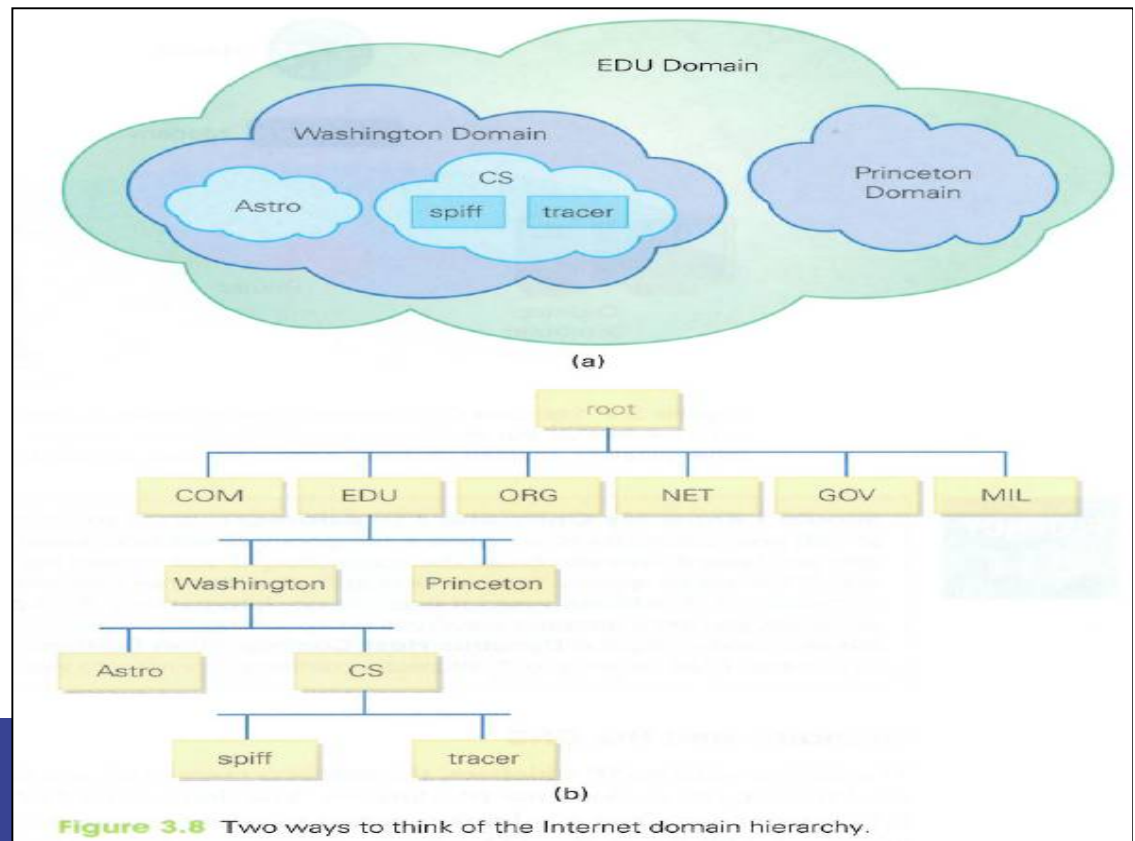 EDU Domain
Washington Domain
Princeton
Domain
CS
Astro
spiff
tracer
(a)
root
COM
EDU
ORG
NET
GOV
MIL
Washington
Princeton
Astro
CS
spiff
tracer
(b)
Figure 3.8 Two ways to think of the Internet domain hierarchy.